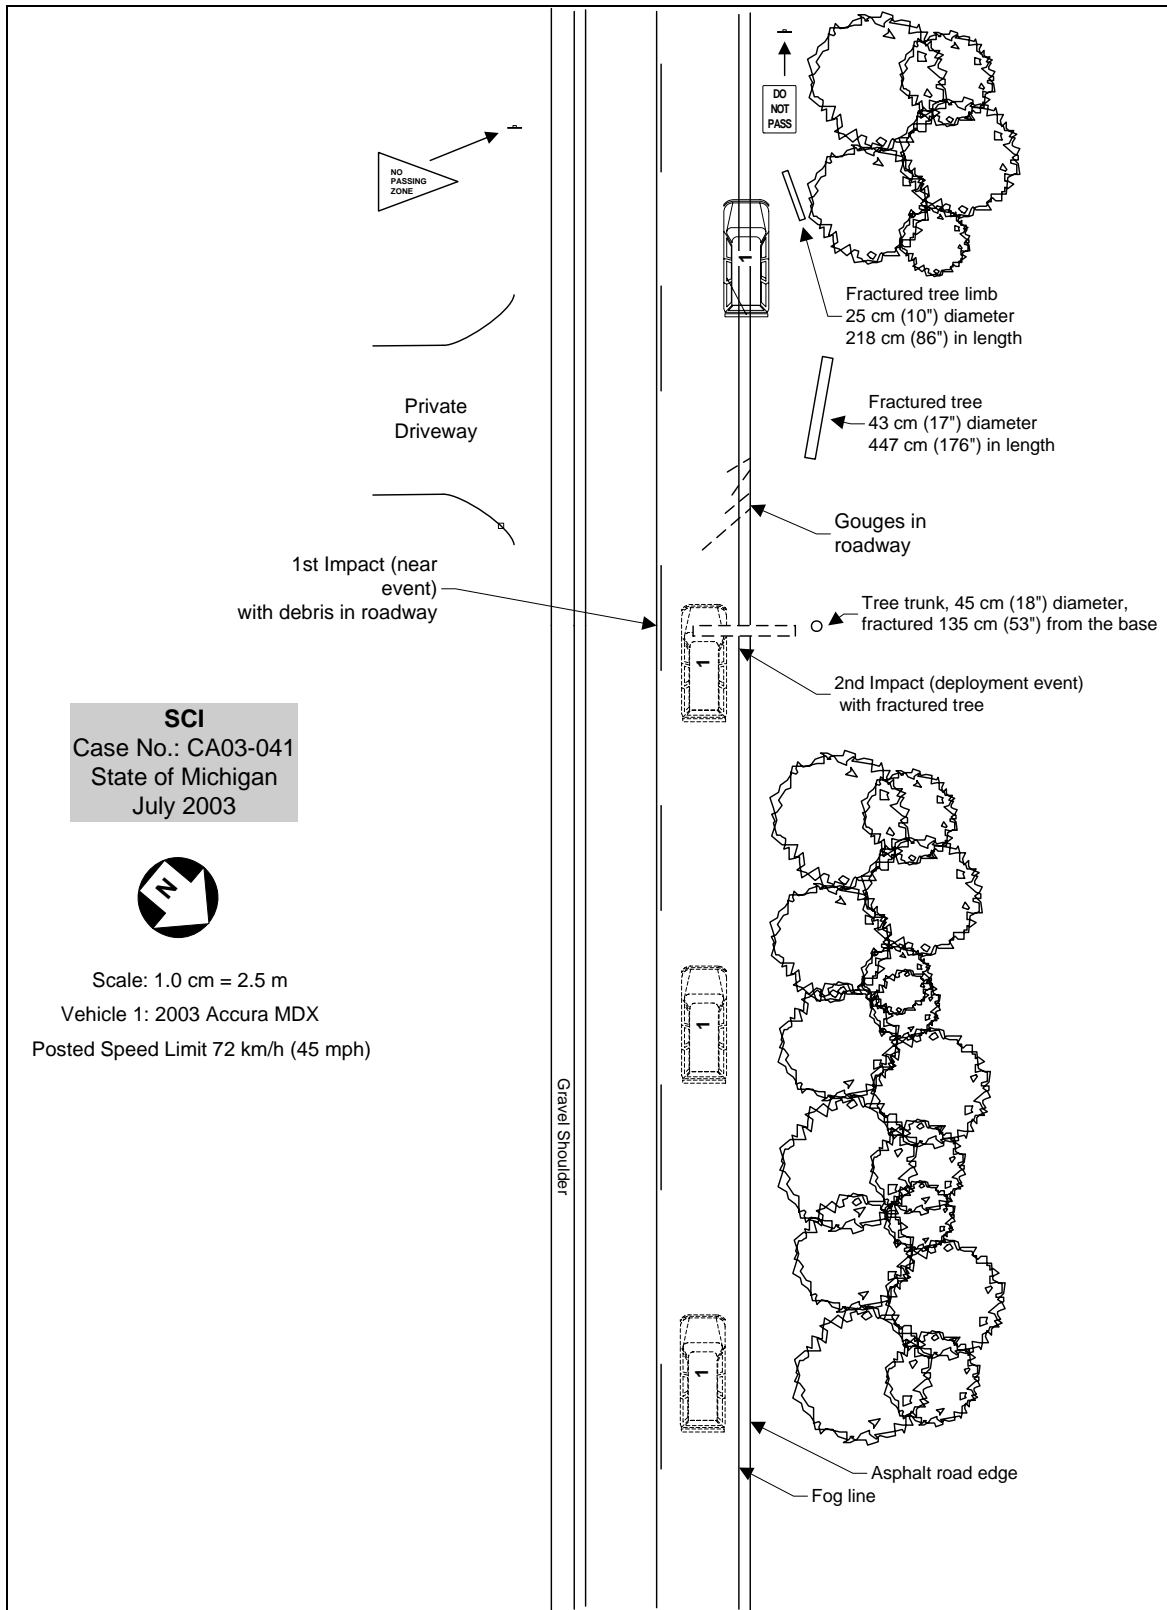 DO
NOT
PASS
NO
PASSING
ZONE
1
Fractured tree limb
25 cm (10") diameter
218 cm (86") in length
Private
Driveway
Fractured tree
43 cm (17") diameter
447 cm (176") in length
Gouges in
roadway
1st Impact (near
event)
with debris in roadway
Tree trunk, 45 cm (18") diameter,
fractured 135 cm (53") from the base
1
2nd Impact (deployment event)
with fractured tree
SCI
Case No.: CA03-041
State of Michigan
July 2003
N
Scale: 1.0 cm = 2.5 m
Vehicle 1: 2003 Accura MDX
Posted Speed Limit 72 km/h (45 mph)
1
Gravel Shoulder
1
Asphalt road edge
Fog line